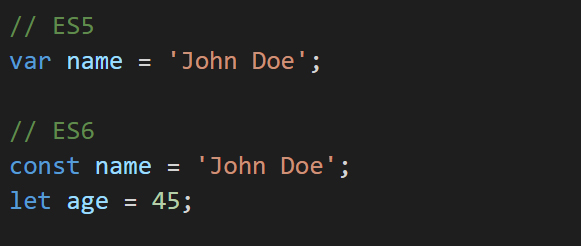 // ES5
var name = 'John Doe';
// ES6
const name = 'John Doe';
let age = 45;